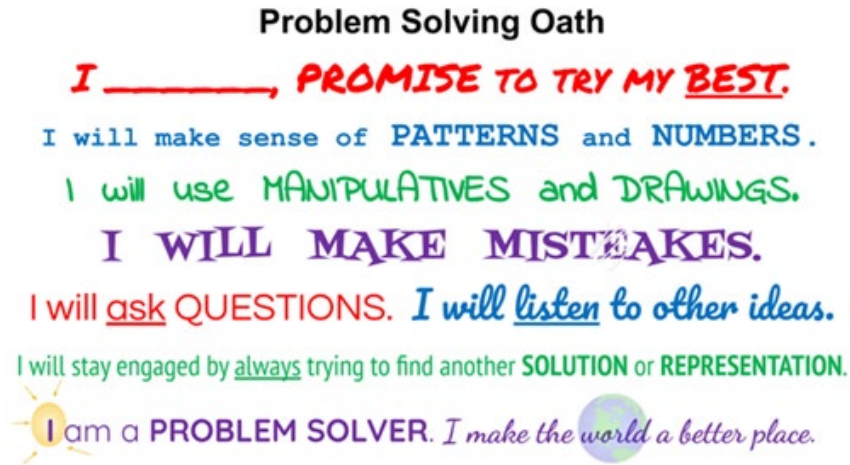 Problem Solving Oath
I ________, PROMISE TO TRY MY BEST.
I will make sense of PATTERNS and NUMBERS.
I will use MANIPULATIVES and DRAWINGS.
I WILL MAKE MISTEAKES.
I will ask QUESTIONS. I will listen to other ideas.
I will stay engaged by always trying to find another SOLUTION or REPRESENTATION.
I am a PROBLEM SOLVER. I make the world a better place.